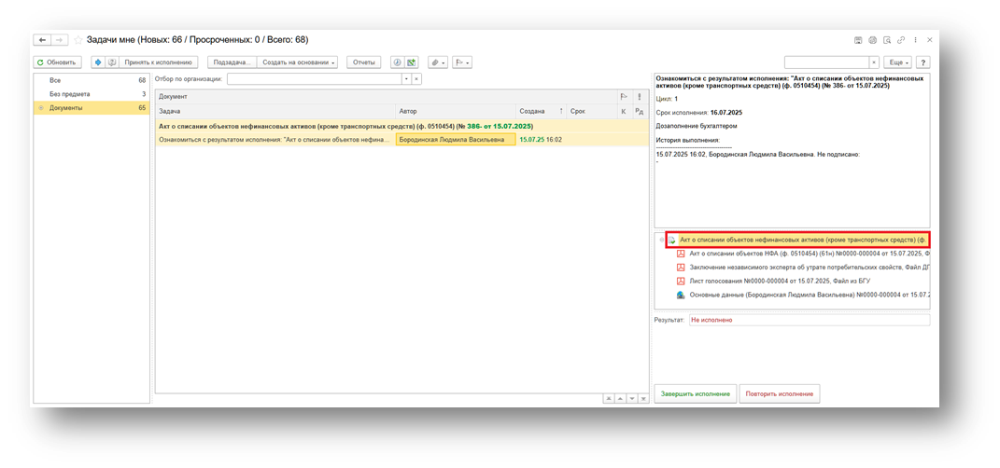 Задачи мне (Новых: 66 / Просроченных: 0 / Всего: 68)
Обновить
Принять к исполнению
Подзадача...
Создать на основании
Отчеты
Еще
?
Все 68
Без предмета 3
Документы 65
Отбор по организации:
Документ
Задача Автор Создана ↑ Срок К Рд
Акт о списании объектов нефинансовых активов (кроме транспортных средств) (ф. 0510454) (№ 386- от 15.07.2025)
Ознакомиться с результатом исполнения: "Акт о списании объектов нефина... Бородинская Людмила Васильевна 15.07.25 16:02
Ознакомиться с результатом исполнения: "Акт о списании объектов нефинансовых
активов (кроме транспортных средств) (ф. 0510454) (№ 386- от 15.07.2025)
Цикл: 1
Срок исполнения: 16.07.2025
Дозаполнение бухгалтером
История выполнения:
------------------------------------
15.07.2025 16:02, Бородинская Людмила Васильевна. Не подписано:
-
Акт о списании объектов нефинансовых активов (кроме транспортных средств) (ф.
Акт о списании объектов НФА (ф. 0510454) (61н) №0000-000004 от 15.07.2025, Ф
Заключение независимого эксперта об утрате потребительских свойств, Файл ДГ
Лист голосования №0000-000004 от 15.07.2025, Файл из БГУ
Основные данные (Бородинская Людмила Васильевна) №0000-000004 от 15.07.2
Результат: Не исполнено
Завершить исполнение
Повторить исполнение